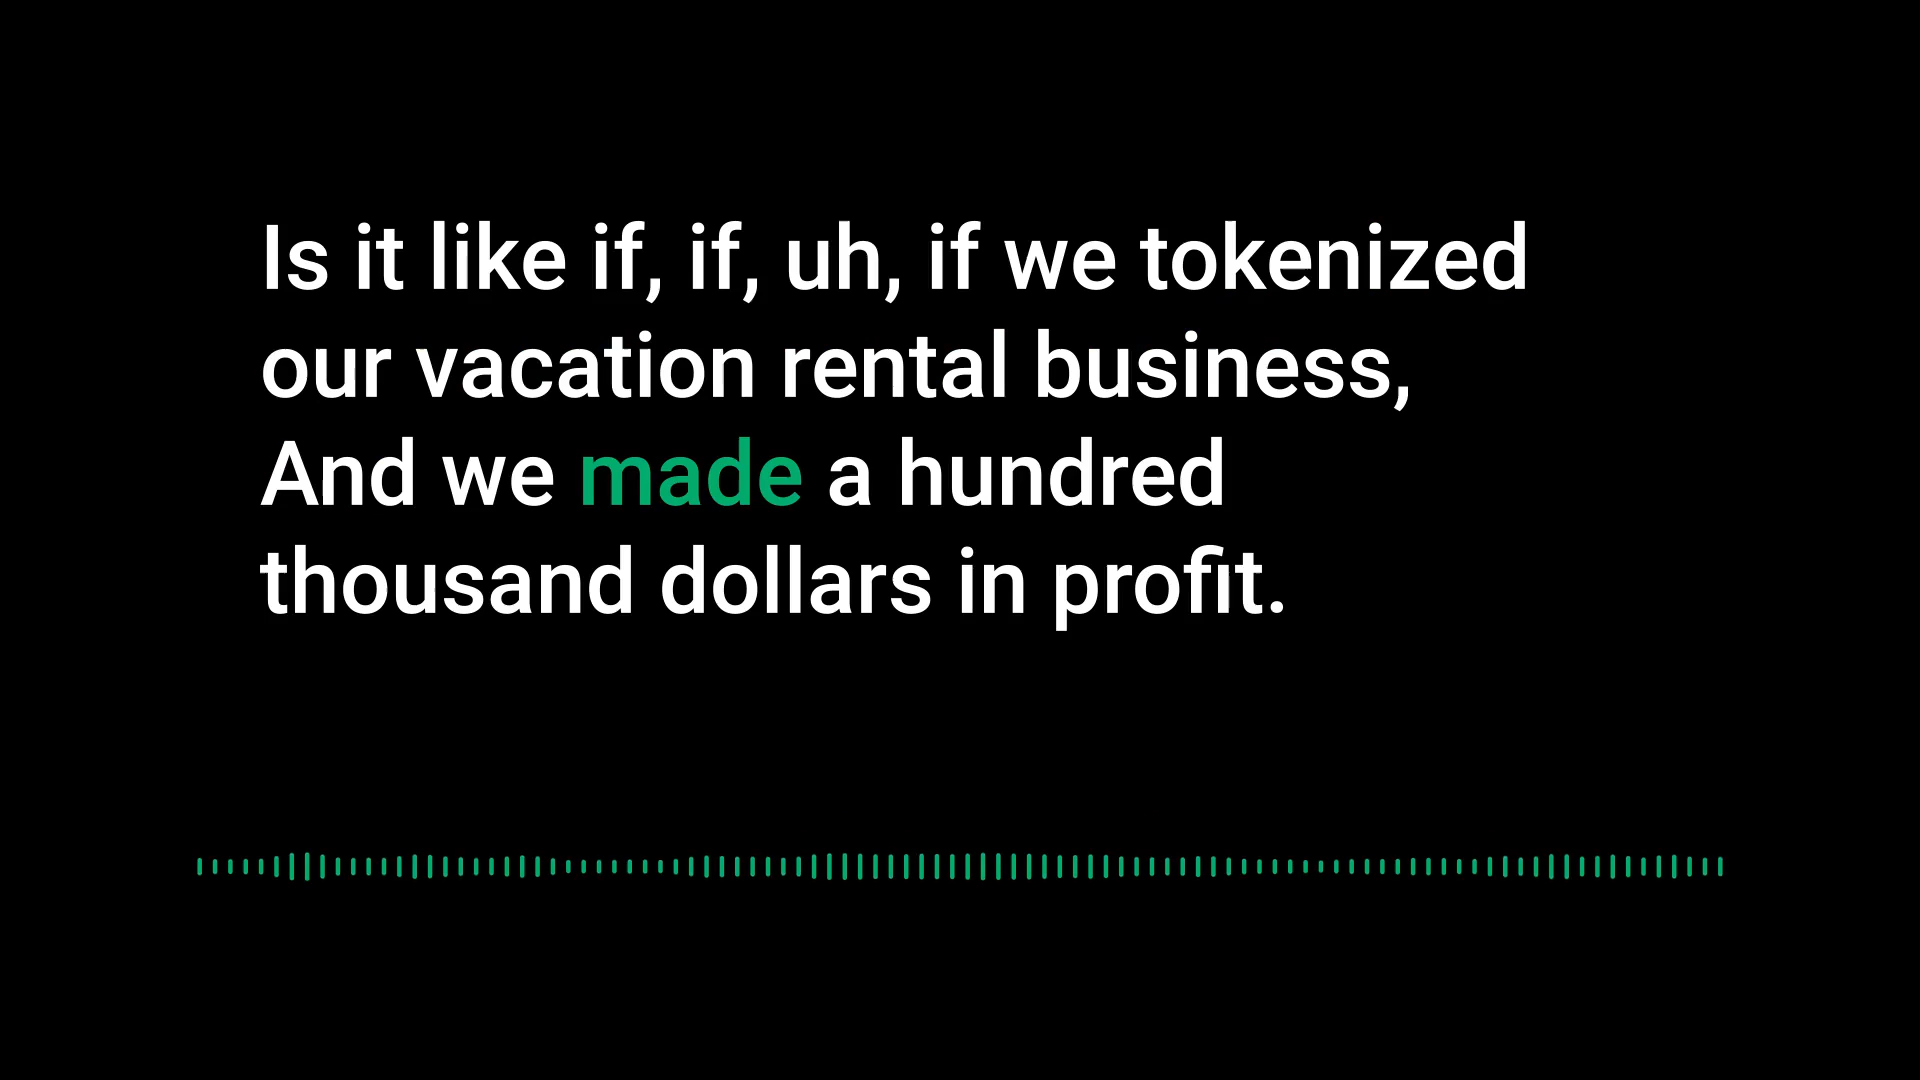 Is it like if, if, uh, if we tokenized
our vacation rental business,
And we made a hundred
thousand dollars in profit.